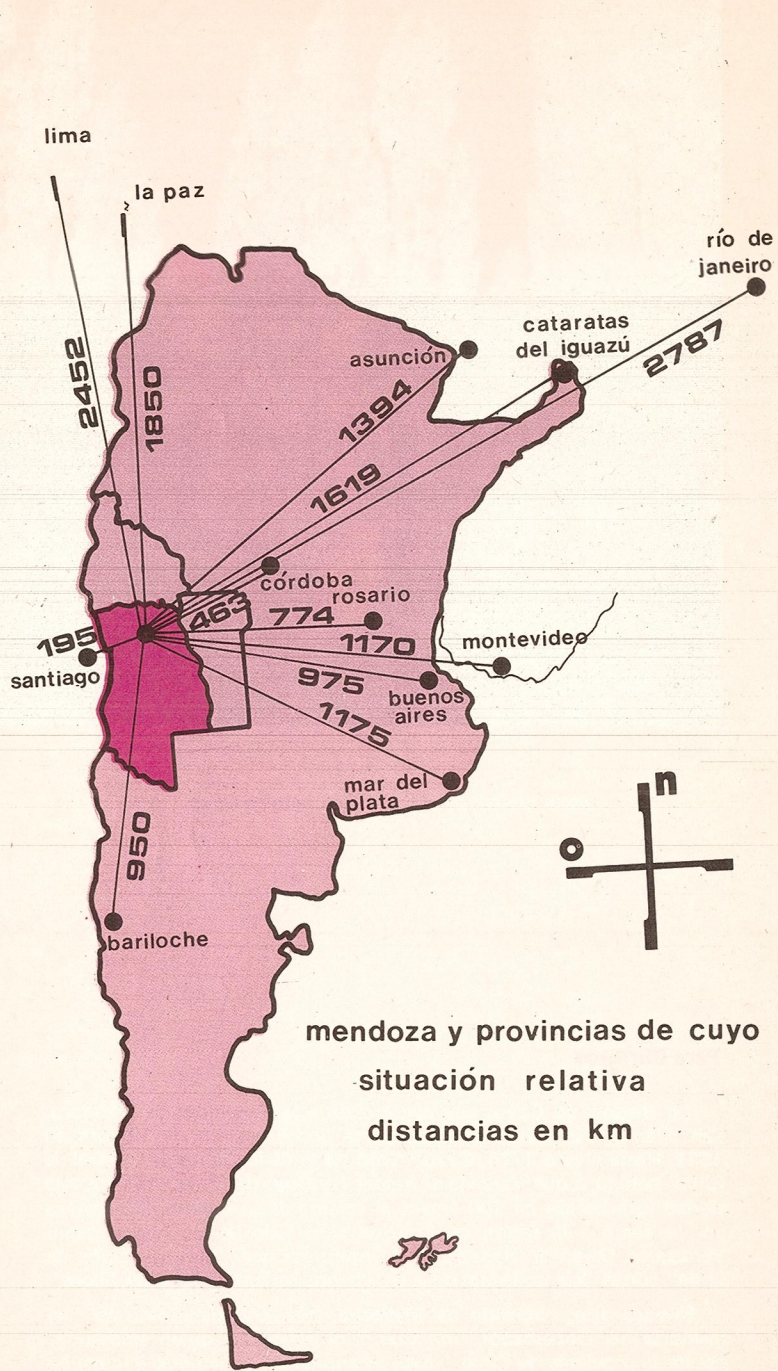 lima
la paz
río de
janeiro
cataratas
del iguazú
asunción
2787
2452
1850
1394
1619
córdoba
rosario
463
774
195
1170
montevideo
santiago
975
buenos
aires
1175
mar del
plata
n
o
950
bariloche
mendoza y provincias de cuyo
situación relativa
distancias en km